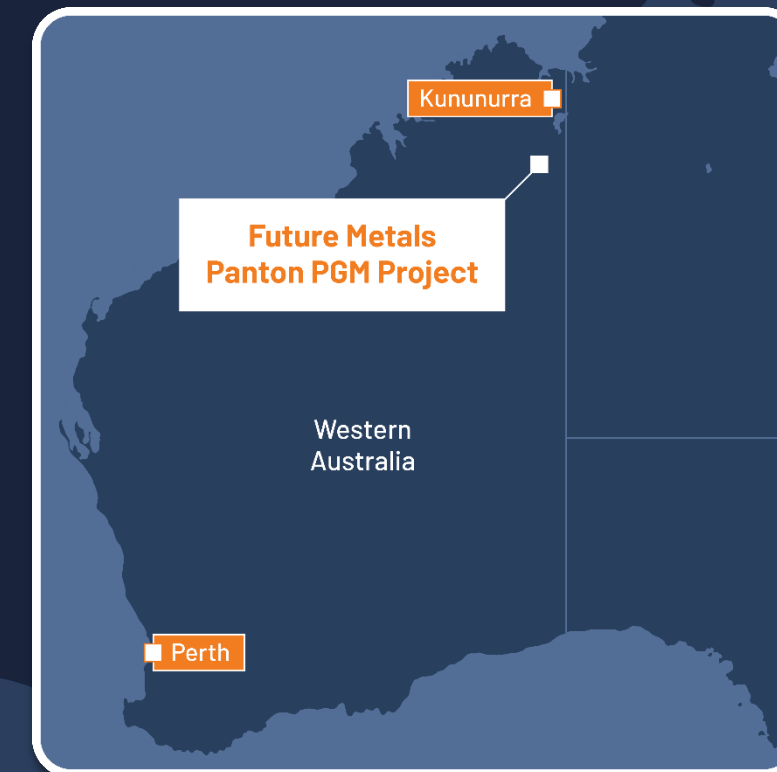 Kununurra
Future Metals
Panton PGM Project
Western
Australia
Perth